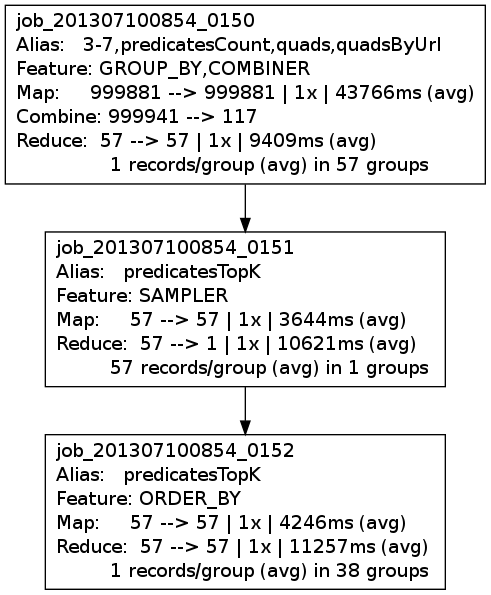 job_201307100854_0150
Alias: 3-7,predicatesCount,quads,quadsByUrl
Feature: GROUP_BY,COMBINER
Map: 999881 --> 999881 | 1x | 43766ms (avg)
Combine: 999941 --> 117
Reduce: 57 --> 57 | 1x | 9409ms (avg)
1 records/group (avg) in 57 groups
job_201307100854_0151
Alias: predicatesTopK
Feature: SAMPLER
Map: 57 --> 57 | 1x | 3644ms (avg)
Reduce: 57 --> 1 | 1x | 10621ms (avg)
57 records/group (avg) in 1 groups
job_201307100854_0152
Alias: predicatesTopK
Feature: ORDER_BY
Map: 57 --> 57 | 1x | 4246ms (avg)
Reduce: 57 --> 57 | 1x | 11257ms (avg)
1 records/group (avg) in 38 groups